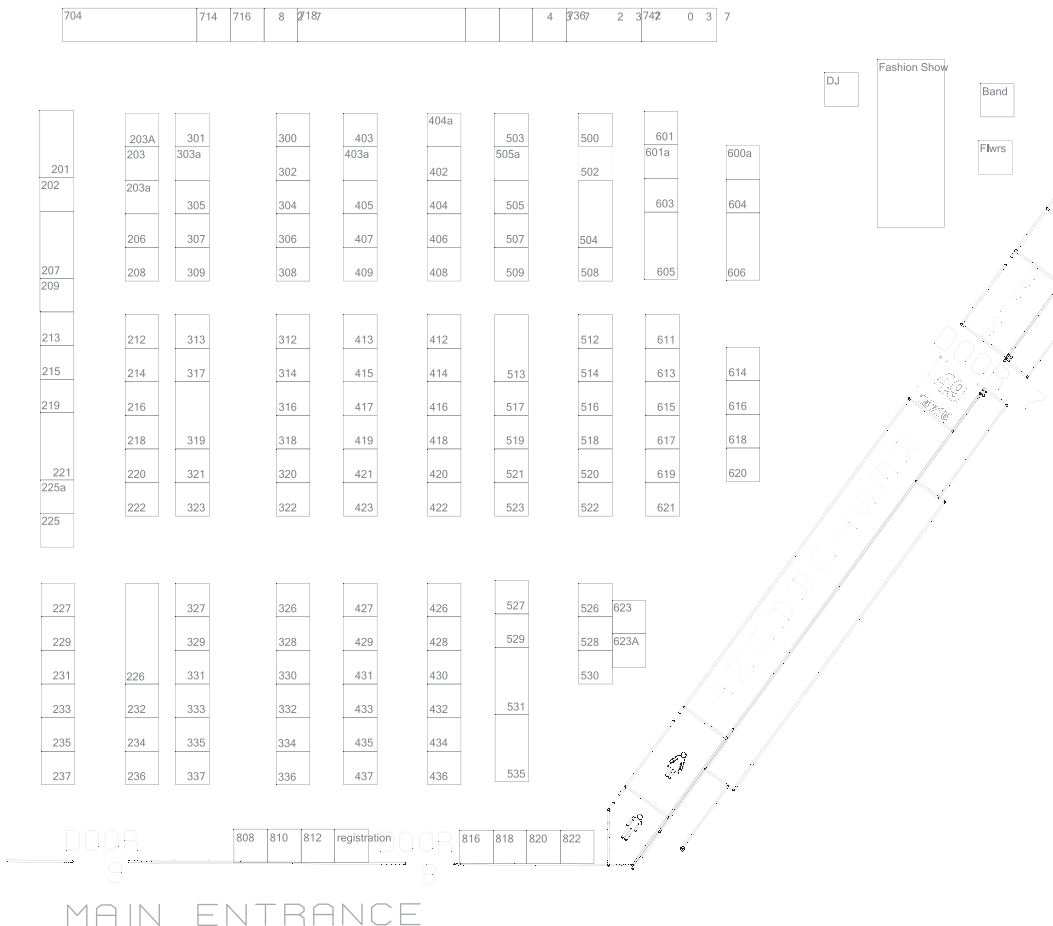 704 714 716 8 718 4 736 2 742 0 3 7
Fashion Show
DJ
Band
404a
203A 301 300 403 503 500 601
Flwrs
203 303a 403a 505a 601a 600a
201 302 402 502
202 203a
305 304 405 404 505 603 604
206 307 306 407 406 507 504
207 208 309 308 409 408 509 508 605 606
209
213 212 313 312 413 412 512 611
215 214 317 314 415 414 513 514 613 614
219 216 316 417 416 517 516 615 616
218 319 318 419 418 519 518 617 618
221 220 321 320 421 420 521 520 619 620
225a
222 323 322 423 422 523 522 621
225
227 327 326 427 426 527 526 623
229 329 328 429 428 529 528 623A
231 226 331 330 431 430 530
233 232 333 332 433 432 531
235 234 335 334 435 434
237 236 337 336 437 436 535
DOOR 9 808 810 812 registration DOOR 8 816 818 820 822
MAIN ENTRANCE